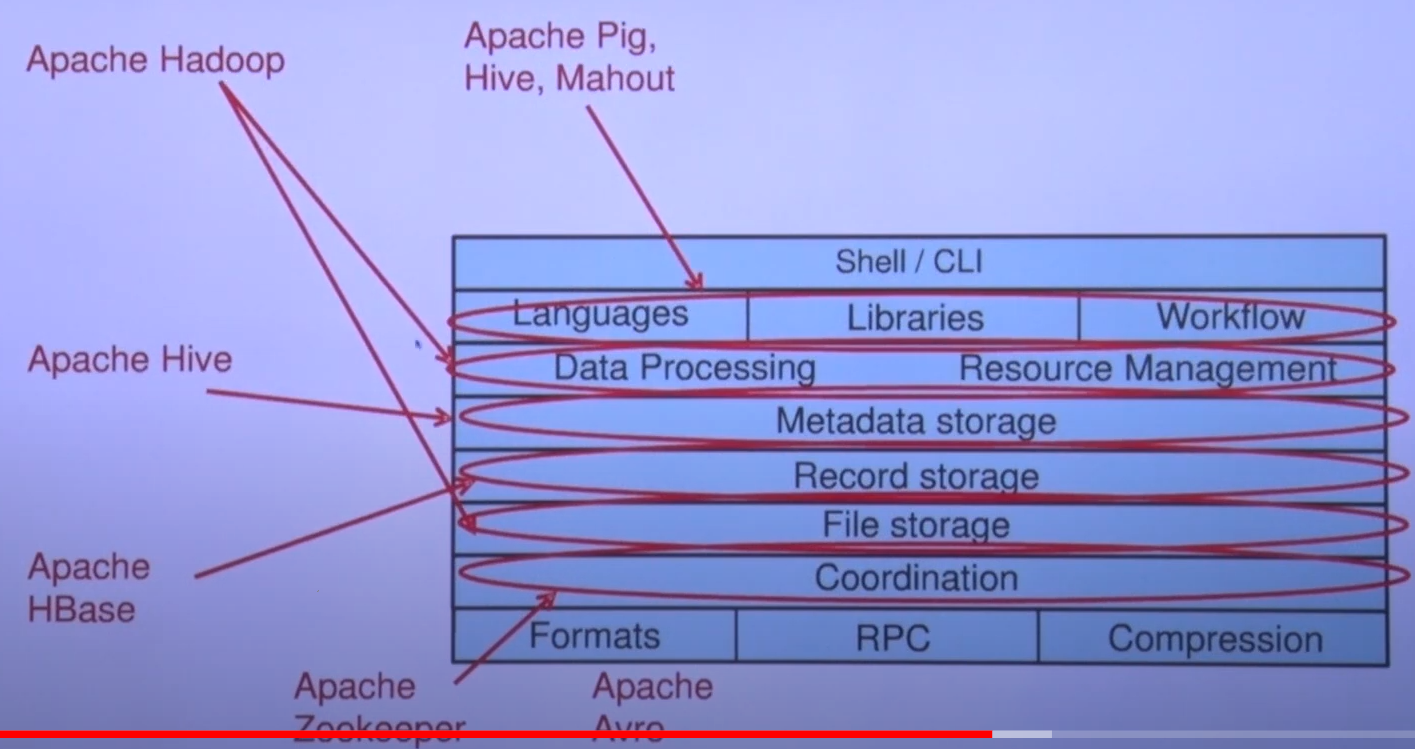 Apache Hadoop
Apache Pig,
Hive, Mahout
Shell / CLI
Languages Libraries Workflow
Data Processing Resource Management
Apache Hive
Metadata storage
Record storage
File storage
Apache
HBase
Coordination
Formats RPC Compression
Apache
Zookeeper
Apache
Avro